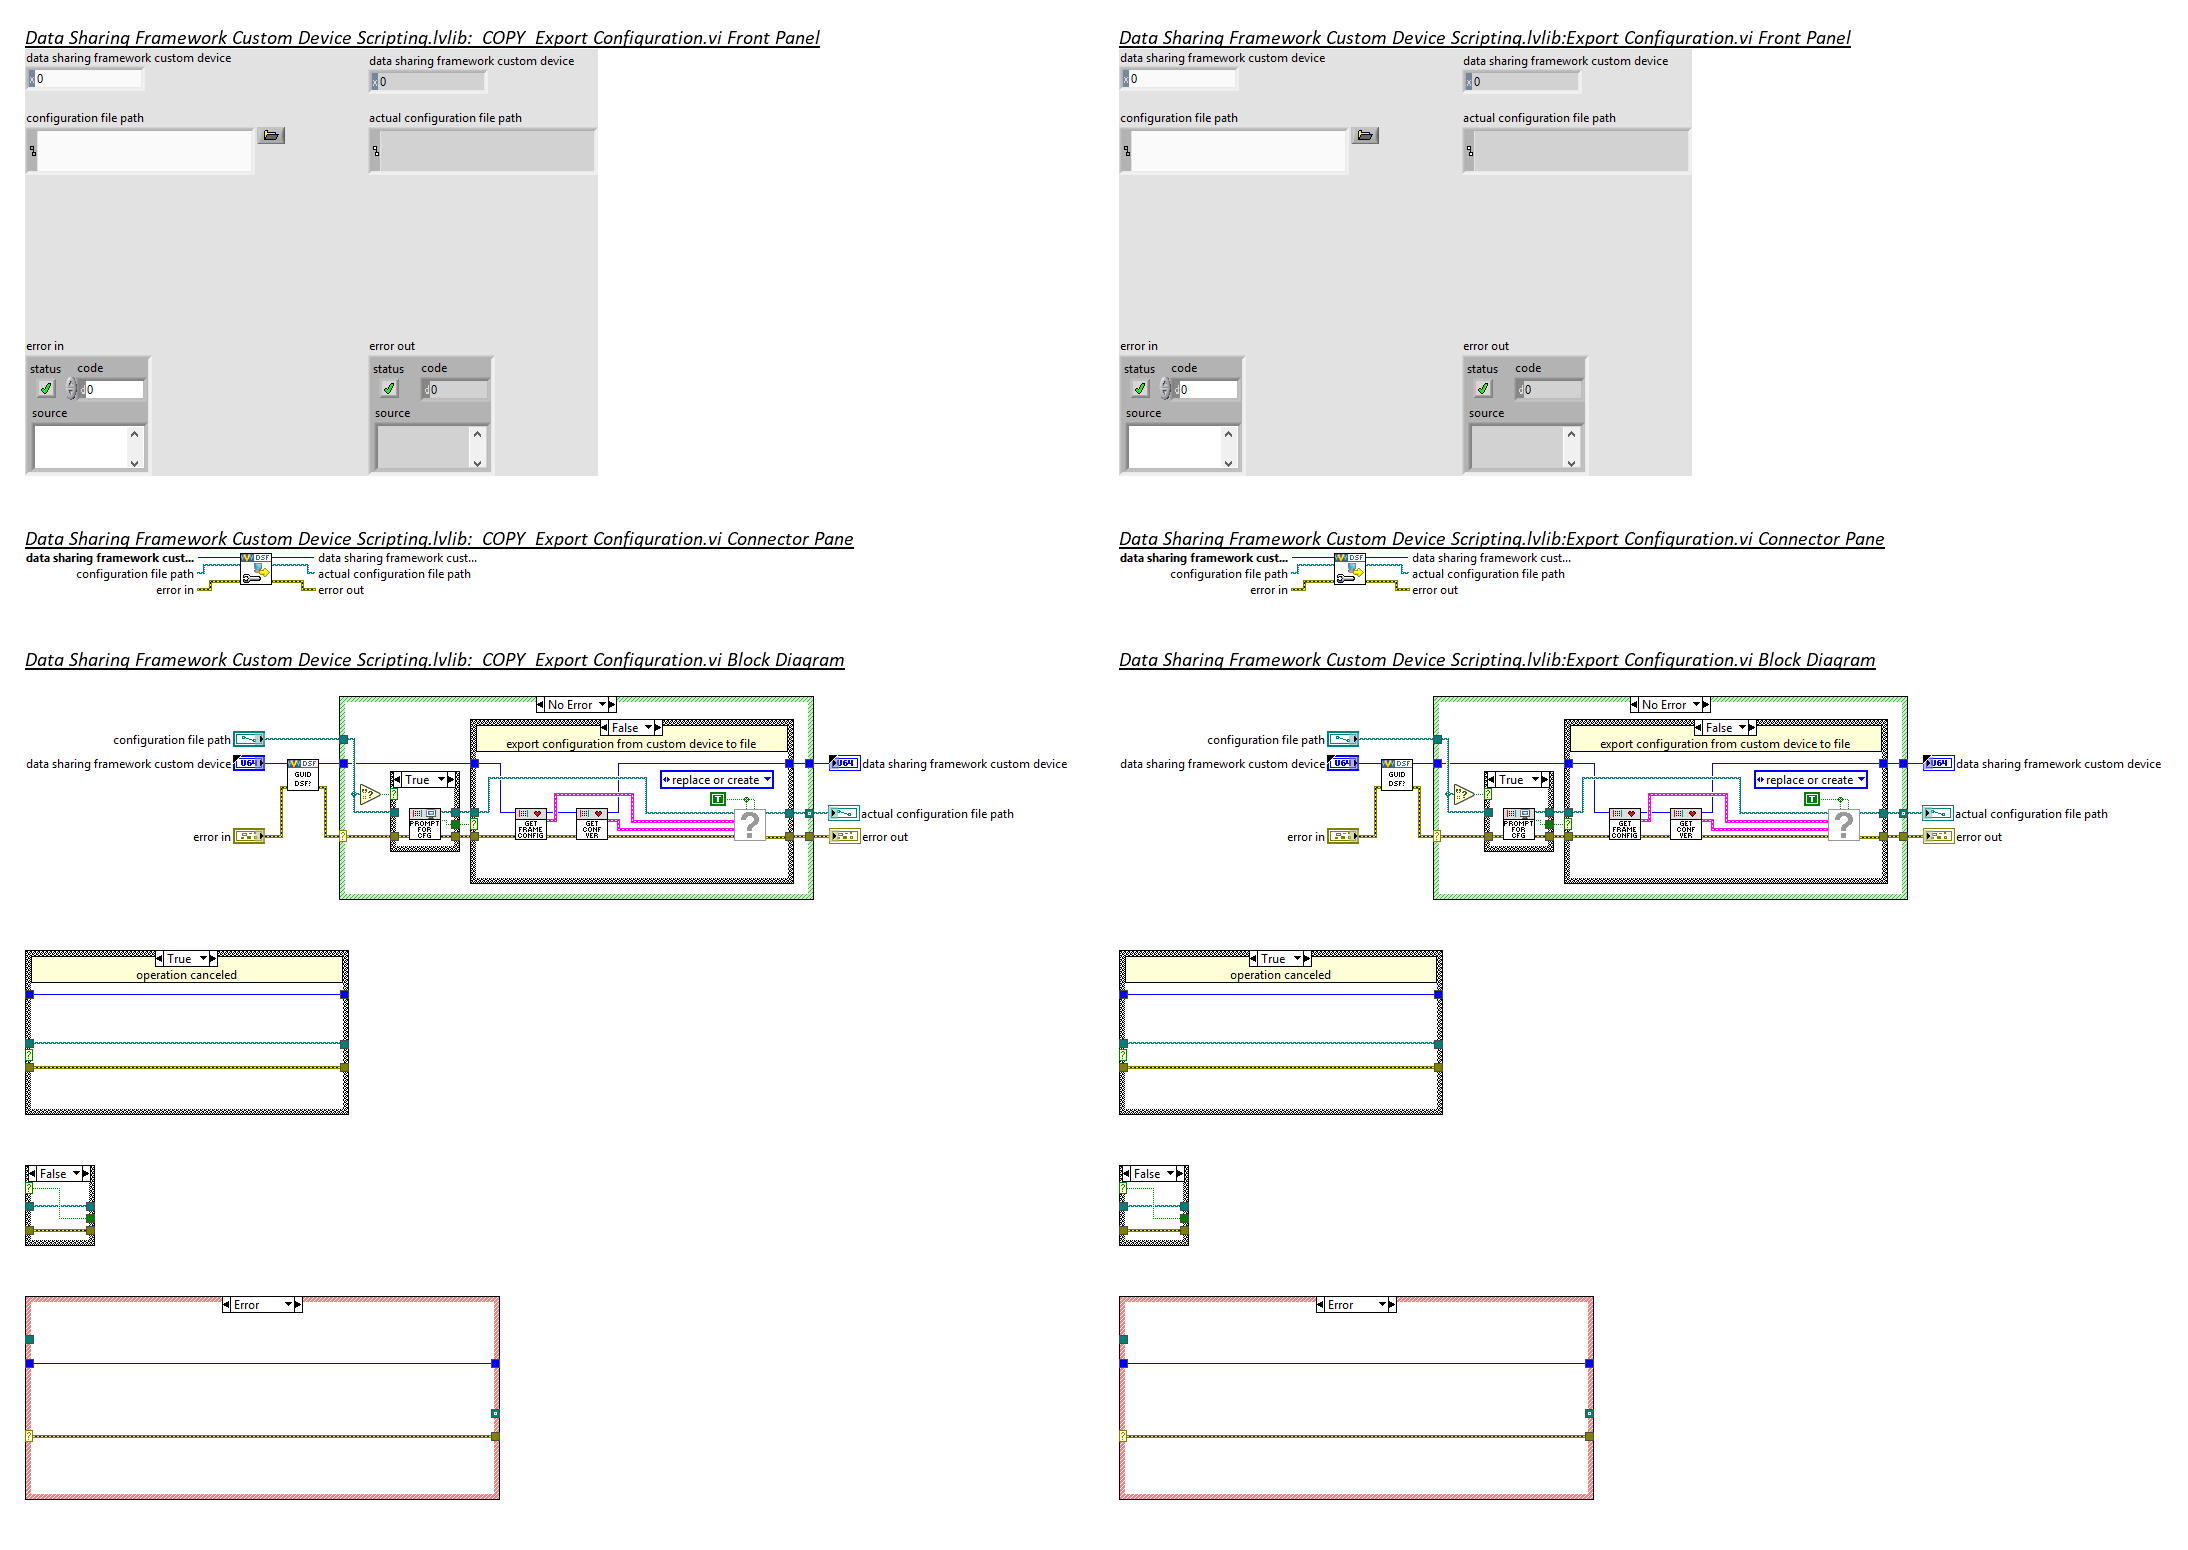 Data Sharing Framework Custom Device Scripting.lvlib:  COPY  Export Configuration.vi Front Panel
data sharing framework custom device
data sharing framework custom device
x 0
x 0
configuration file path
actual configuration file path
error in
error out
status code
status code
d 0
d 0
source
source
Data Sharing Framework Custom Device Scripting.lvlib:  COPY  Export Configuration.vi Connector Pane
data sharing framework cust...
DSF
data sharing framework cust...
configuration file path
actual configuration file path
error in
error out
Data Sharing Framework Custom Device Scripting.lvlib:  COPY  Export Configuration.vi Block Diagram
No Error
False
export configuration from custom device to file
configuration file path
data sharing framework custom device
U64
DSF
GUID
DSF?
True
replace or create
T
U64
data sharing framework custom device
PROMPT
FOR
CFG
GET
FRAME
CONFIG
GET
CONF
VER
?
actual configuration file path
error in
error out
True
operation canceled
False
Error
Data Sharing Framework Custom Device Scripting.lvlib:Export Configuration.vi Front Panel
data sharing framework custom device
data sharing framework custom device
x 0
x 0
configuration file path
actual configuration file path
error in
error out
status code
status code
d 0
d 0
source
source
Data Sharing Framework Custom Device Scripting.lvlib:Export Configuration.vi Connector Pane
data sharing framework cust...
DSF
data sharing framework cust...
configuration file path
actual configuration file path
error in
error out
Data Sharing Framework Custom Device Scripting.lvlib:Export Configuration.vi Block Diagram
No Error
False
export configuration from custom device to file
configuration file path
data sharing framework custom device
U64
DSF
GUID
DSF?
True
replace or create
T
U64
data sharing framework custom device
PROMPT
FOR
CFG
GET
FRAME
CONFIG
GET
CONF
VER
?
actual configuration file path
error in
error out
True
operation canceled
False
Error